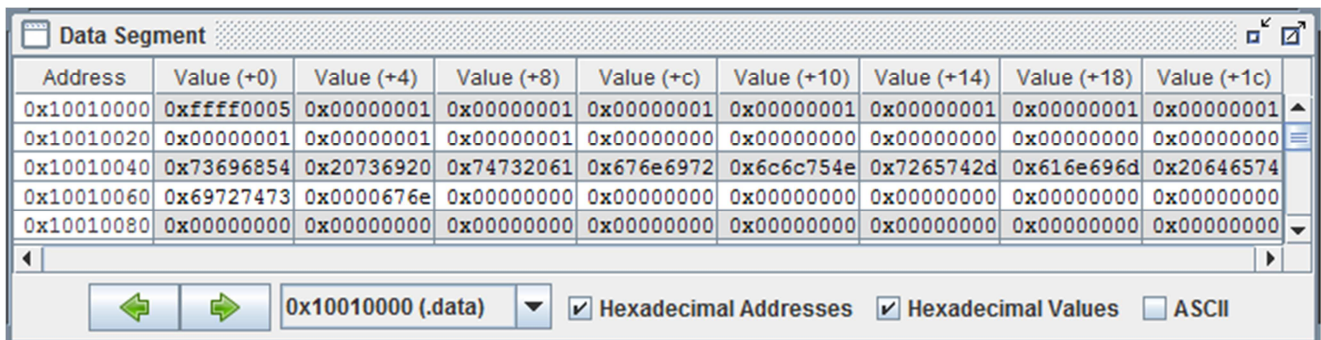 Data Segment
Address Value (+0) Value (+4) Value (+8) Value (+c) Value (+10) Value (+14) Value (+18) Value (+1c)
0x10010000 0xffff0005 0x00000001 0x00000001 0x00000001 0x00000001 0x00000001 0x00000001 0x00000001
0x10010020 0x00000001 0x00000001 0x00000000 0x00000000 0x00000000 0x00000000 0x00000000 0x00000000
0x10010040 0x73696854 0x20736920 0x74732061 0x676e6972 0x6c6c754e 0x7265742d 0x616e696d 0x20646574
0x10010060 0x69727473 0x0000676e 0x00000000 0x00000000 0x00000000 0x00000000 0x00000000 0x00000000
0x10010080 0x00000000 0x00000000 0x00000000 0x00000000 0x00000000 0x00000000 0x00000000 0x00000000
0x10010000 (.data) Hexadecimal Addresses Hexadecimal Values ASCII